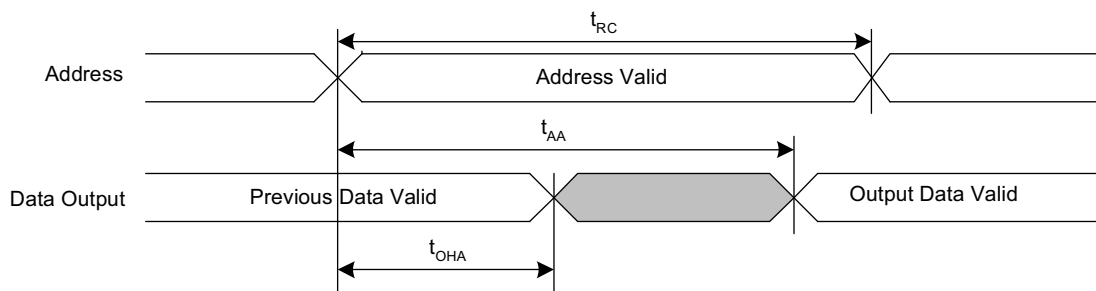 t_RC
Address
Address Valid
t_AA
Data Output
Previous Data Valid
Output Data Valid
t_OHA